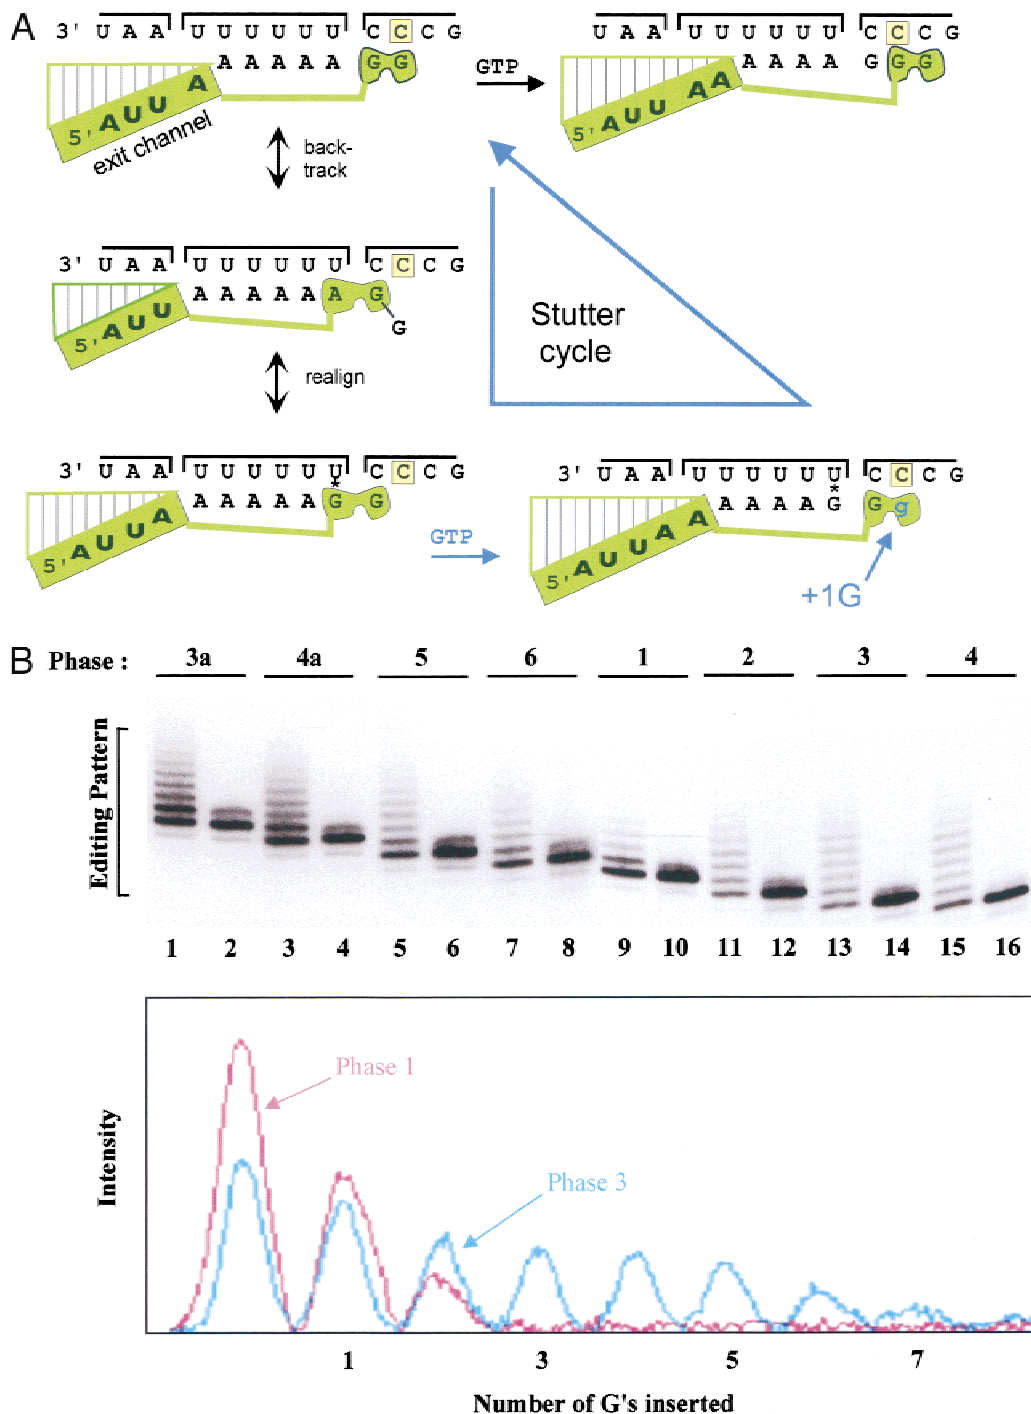 A
3' U A A U U U U U U C C C G
A A A A A G G
5' A U U A
exit channel
GTP
U A A U U U U U U C C C G
A A A A G G G
5' A U U A A
back-
track
3' U A A U U U U U U C C C G
A A A A A A G
G
5' A U U
Stutter
cycle
realign
3' U A A U U U U U U C C C G
*
A A A A A G G
5' A U U A
GTP
3' U A A U U U U U U C C C G
*
A A A A G G g
5' A U U A A
+1G
B Phase : 3a 4a 5 6 1 2 3 4
Editing Pattern
1 2 3 4 5 6 7 8 9 10 11 12 13 14 15 16
Phase 1
Phase 3
Intensity
1 3 5 7
Number of G's inserted